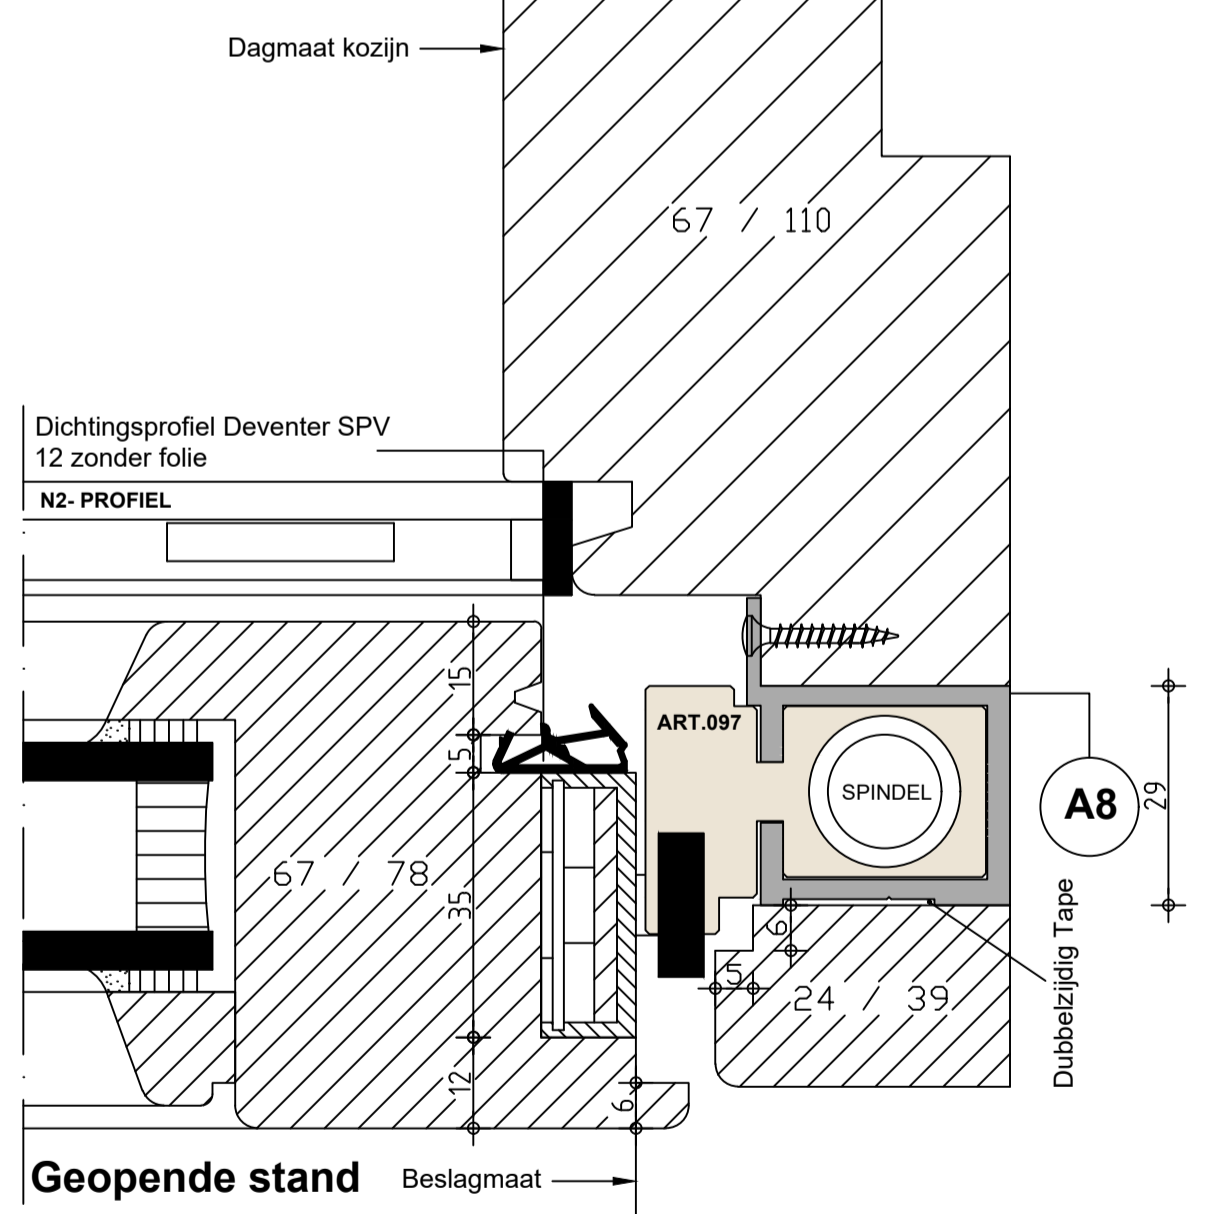 Dagmaat kozijn
67 / 110
Dichtingsprofiel Deventer SPV
12 zonder folie
N2- PROFIEL
15
5
ART.097
SPINDEL
A8
29
67 / 78
35
6
5
24 / 39
Dubbelzijdig Tape
12
6
Geopende stand
Beslagmaat